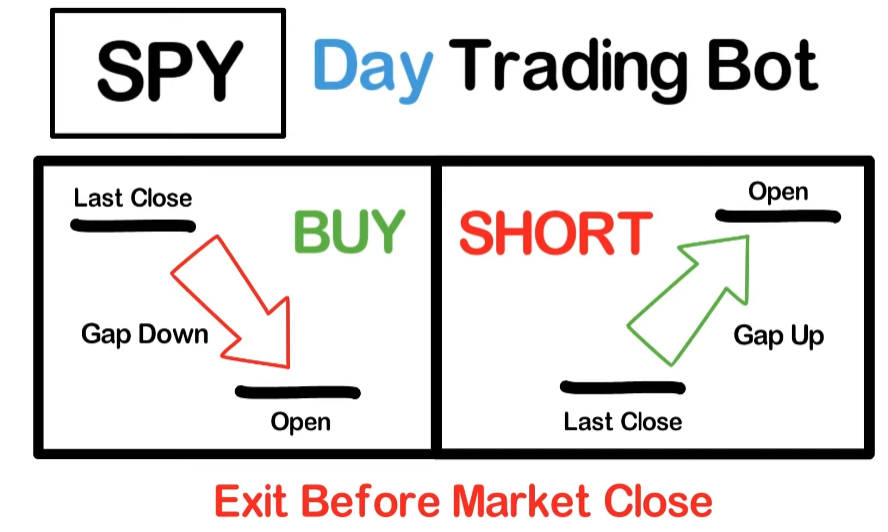 SPY Day Trading Bot
Last Close
BUY
Gap Down
Open
SHORT
Open
Gap Up
Last Close
Exit Before Market Close